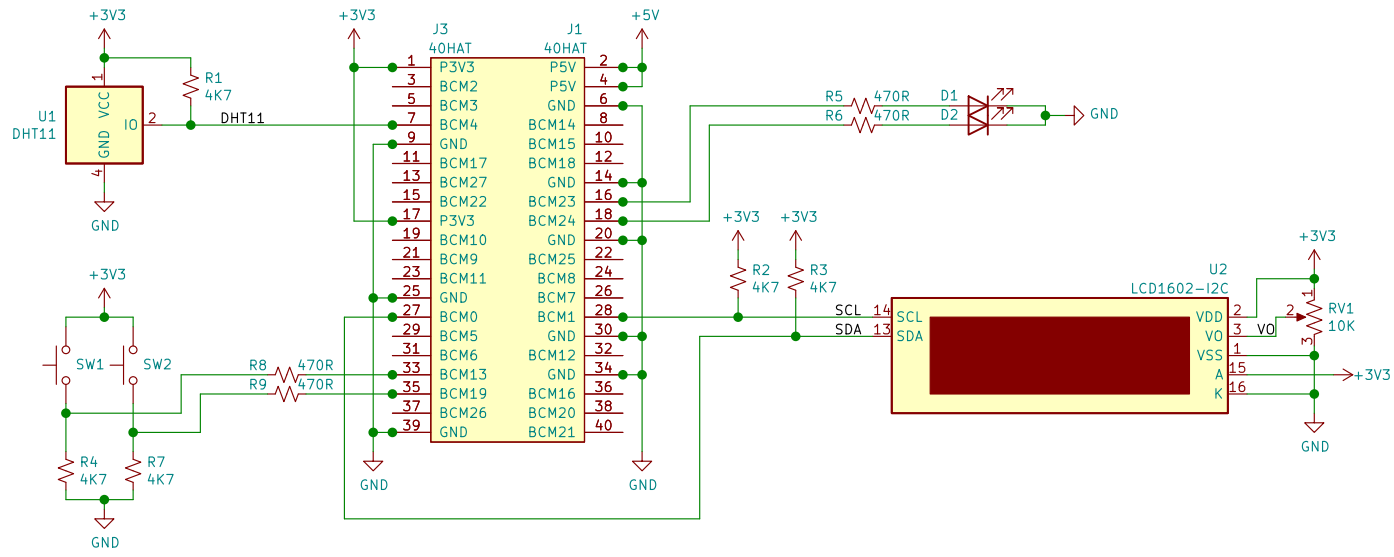 +3V3
+3V3
+5V
J3
J1
40HAT
40HAT
1 P3V3 P5V 2
3 BCM2 P5V 4
5 BCM3 GND 6
7 BCM4 BCM14 8
9 GND BCM15 10
11 BCM17 BCM18 12
13 BCM27 GND 14
15 BCM22 BCM23 16
17 P3V3 BCM24 18
19 BCM10 GND 20
21 BCM9 BCM25 22
23 BCM11 BCM8 24
25 GND BCM7 26
27 BCM0 BCM1 28
29 BCM5 GND 30
31 BCM6 BCM12 32
33 BCM13 GND 34
35 BCM19 BCM16 36
37 BCM26 BCM20 38
39 GND BCM21 40
GND
GND
R1
4K7
U1
DHT11
1
VCC
IO
2
GND
4
GND
DHT11
R5 470R D1
R6 470R D2
GND
+3V3
SW1
SW2
R8 470R
R9 470R
R4
4K7
R7
4K7
GND
+3V3
+3V3
R2
4K7
R3
4K7
SCL
SDA
U2
LCD1602-I2C
14 SCL
13 SDA
VDD 2
VO 3
VSS 1
A 15
K 16
VO
+3V3
1
2
3
RV1
10K
+3V3
GND